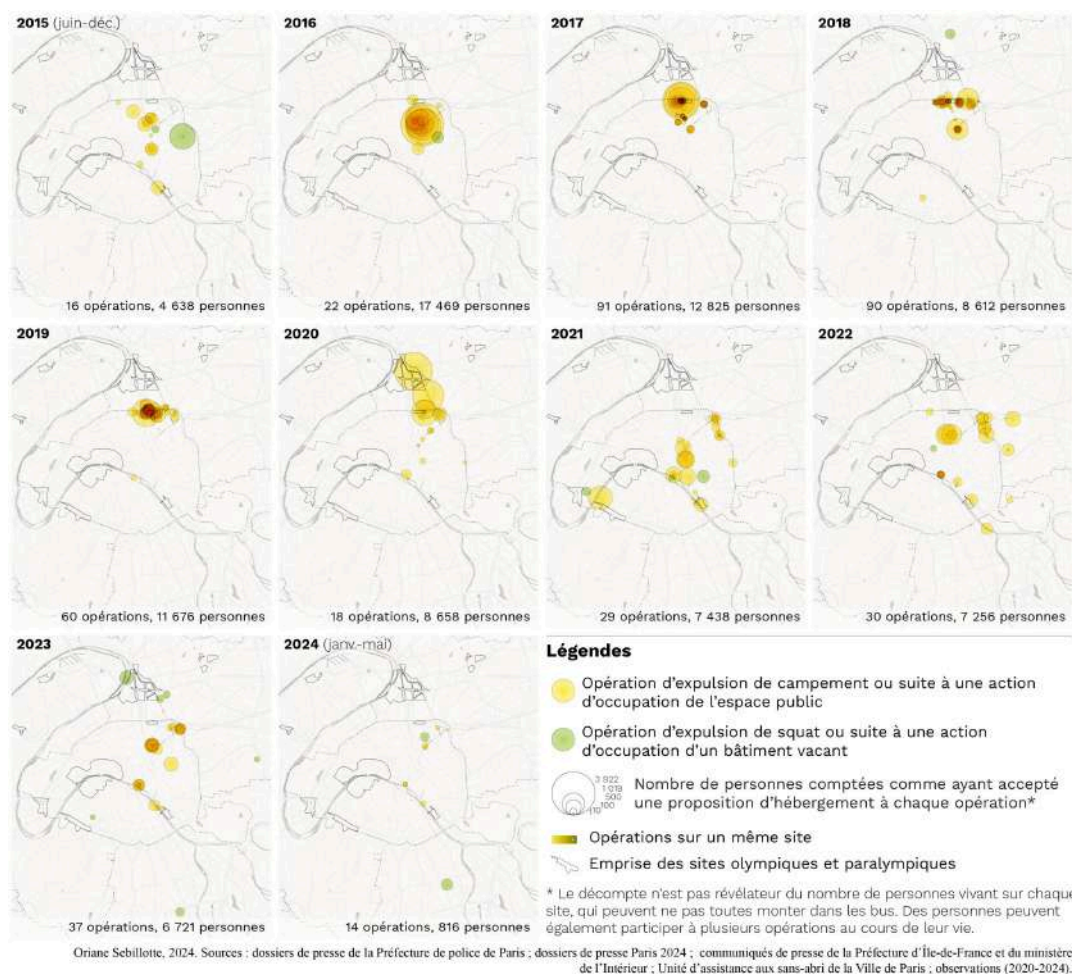 2015 (juin-déc.)
2016
2017
2018
16 opérations, 4 638 personnes
22 opérations, 17 469 personnes
91 opérations, 12 825 personnes
90 opérations, 8 612 personnes
2019
2020
2021
2022
60 opérations, 11 676 personnes
18 opérations, 8 658 personnes
29 opérations, 7 438 personnes
30 opérations, 7 256 personnes
2023
2024 (janv.-mai)
37 opérations, 6 721 personnes
14 opérations, 816 personnes
Légendes
Opération d'expulsion de campement ou suite à une action
d'occupation de l'espace public
Opération d'expulsion de squat ou suite à une action
d'occupation d'un bâtiment vacant
3 922
1 019
500
100
10
Nombre de personnes comptées comme ayant accepté
une proposition d'hébergement à chaque opération*
Opérations sur un même site
Emprise des sites olympiques et paralympiques
* Le décompte n'est pas révélateur du nombre de personnes vivant sur chaque
site, qui peuvent ne pas toutes monter dans les bus. Des personnes peuvent
également participer à plusieurs opérations au cours de leur vie.
Oriane Sebillotte, 2024. Sources : dossiers de presse de la Préfecture de police de Paris ; dossiers de presse Paris 2024 ; communiqués de presse de la Préfecture d'Île-de-France et du ministère
de l'Intérieur ; Unité d'assistance aux sans-abri de la Ville de Paris ; observations (2020-2024).